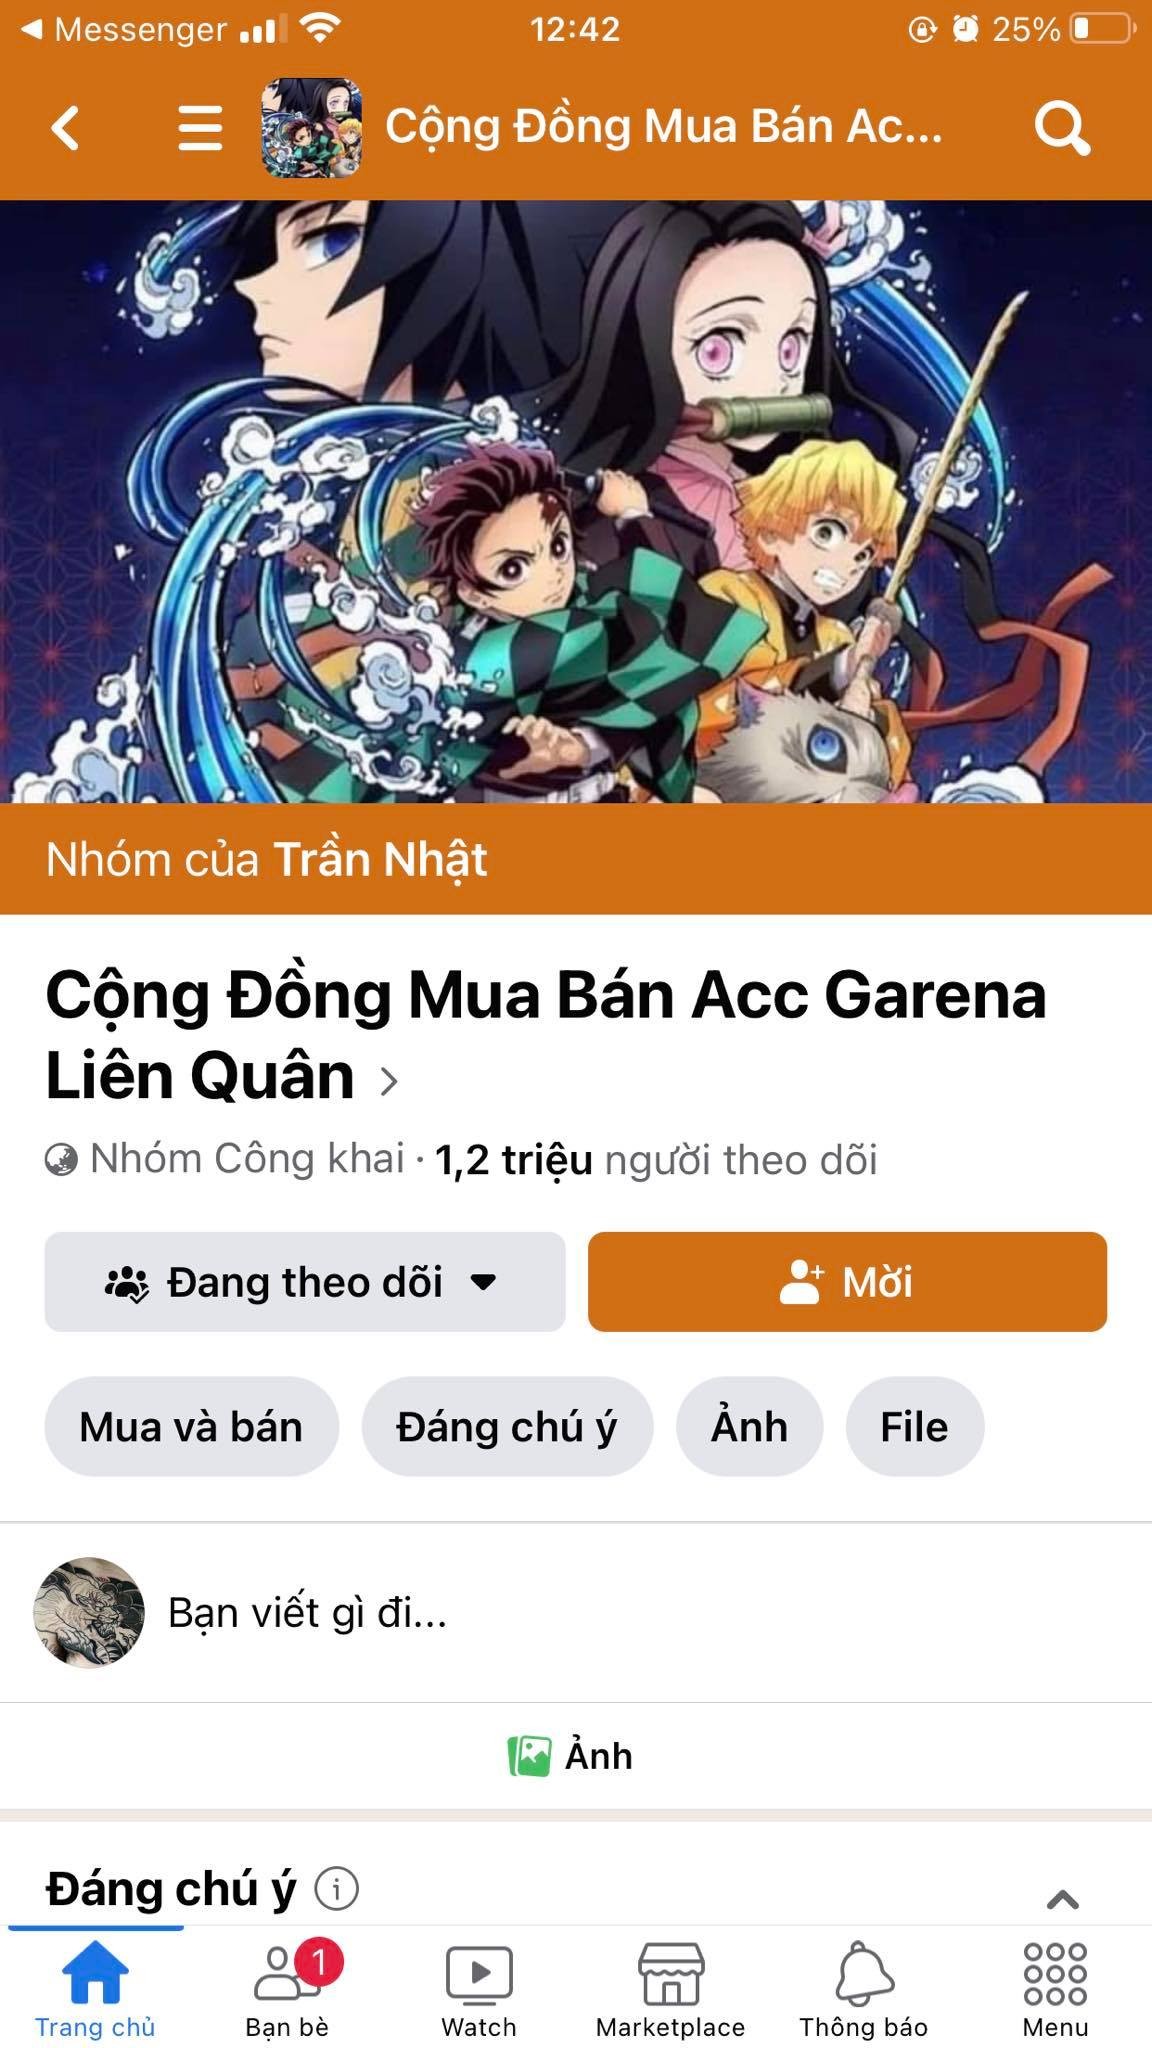 Messenger 12:42 25%
Cộng Đồng Mua Bán Ac...
Nhóm của Trần Nhật
Cộng Đồng Mua Bán Acc Garena
Liên Quân
Nhóm Công khai · 1,2 triệu người theo dõi
Đang theo dõi Mời
Mua và bán Đáng chú ý Ảnh File
Bạn viết gì đi...
Ảnh
Đáng chú ý
1
Trang chủ Bạn bè Watch Marketplace Thông báo Menu